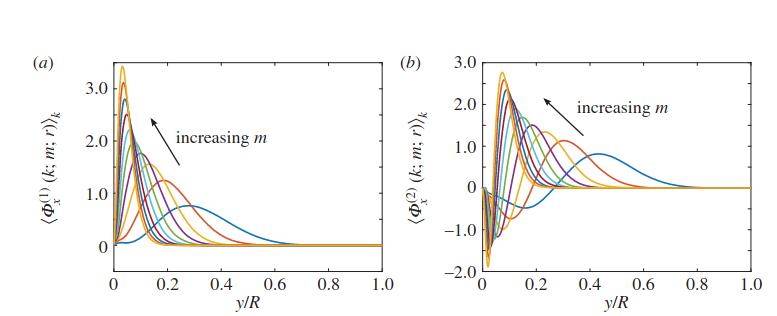 (a)
⟨Φₓ⁽¹⁾ (k; m; r)⟩ₖ
3.0
2.0
1.0
0
increasing m
0 0.2 0.4 0.6 0.8 1.0
y/R
(b)
⟨Φₓ⁽²⁾ (k; m; r)⟩ₖ
3.0
2.0
1.0
0
−1.0
−2.0
increasing m
0 0.2 0.4 0.6 0.8 1.0
y/R